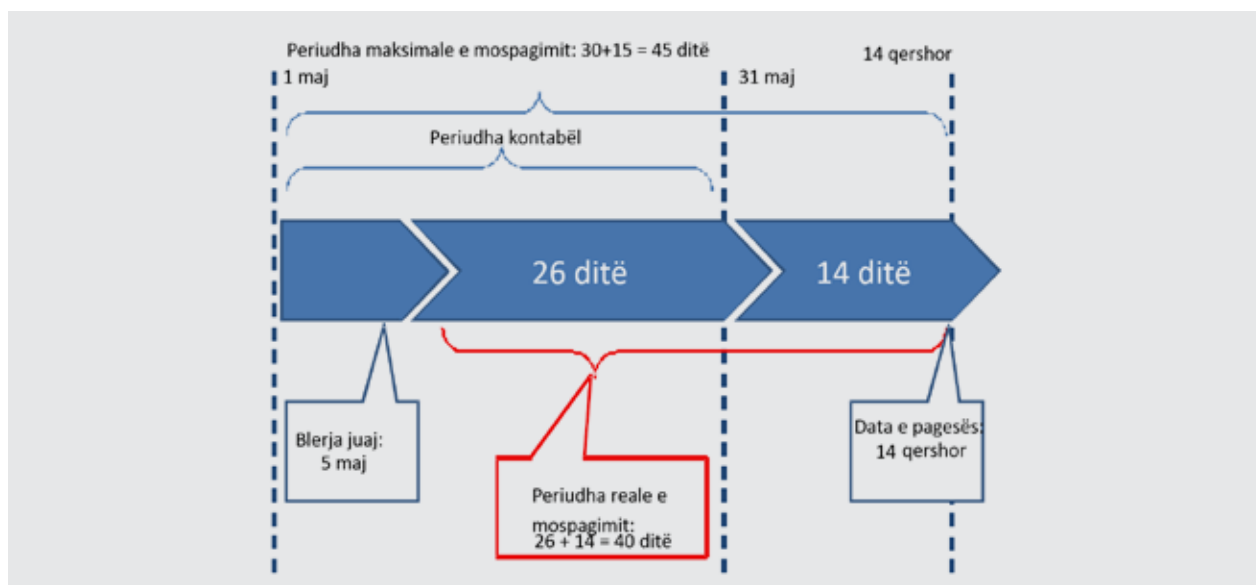 Periudha maksimale e mospagimit: 30+15 = 45 ditë
14 qershor
1 maj
31 maj
Periudha kontabël
26 ditë
14 ditë
Blerja juaj:
5 maj
Data e pagesës:
14 qershor
Periudha reale e
mospagimit:
26 + 14 = 40 ditë